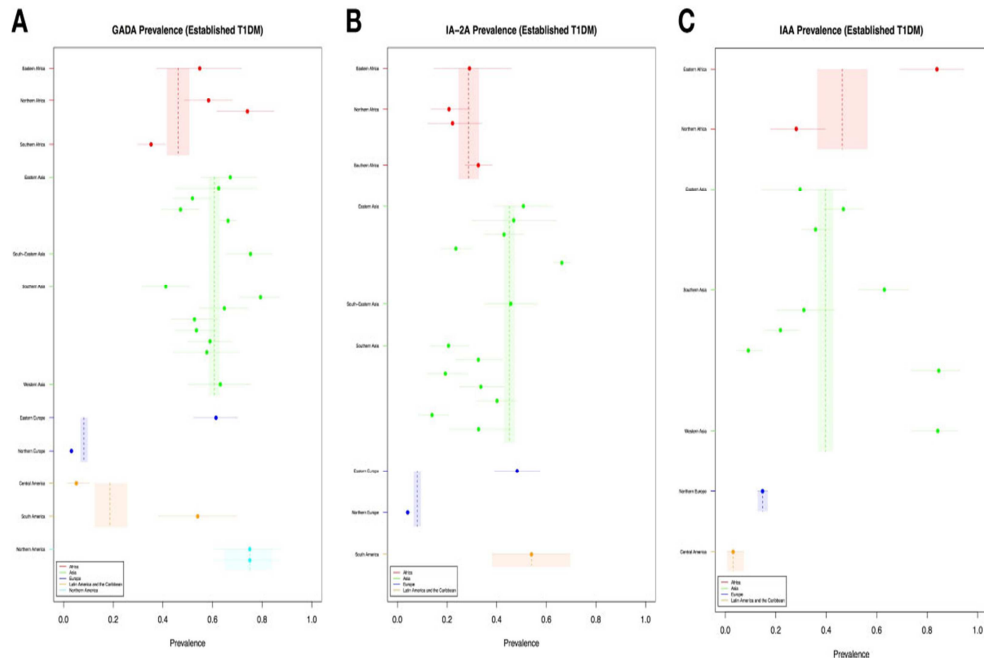 A
GADA Prevalence (Established T1DM)
Eastern Africa
Northern Africa
Southern Africa
Eastern Asia
South-Eastern Asia
Southern Asia
Western Asia
Eastern Europe
Northern Europe
Central America
South America
Northern America
Africa
Asia
Europe
Latin America and the Caribbean
Northern America
0.0 0.2 0.4 0.6 0.8 1.0
Prevalence
B
IA-2A Prevalence (Established T1DM)
Eastern Africa
Northern Africa
Southern Africa
Eastern Asia
South-Eastern Asia
Southern Asia
Eastern Europe
Northern Europe
South America
Africa
Asia
Europe
Latin America and the Caribbean
0.0 0.2 0.4 0.6 0.8 1.0
Prevalence
C
IAA Prevalence (Established T1DM)
Eastern Africa
Northern Africa
Eastern Asia
Southern Asia
Western Asia
Northern Europe
Central America
Africa
Asia
Europe
Latin America and the Caribbean
0.0 0.2 0.4 0.6 0.8 1.0
Prevalence